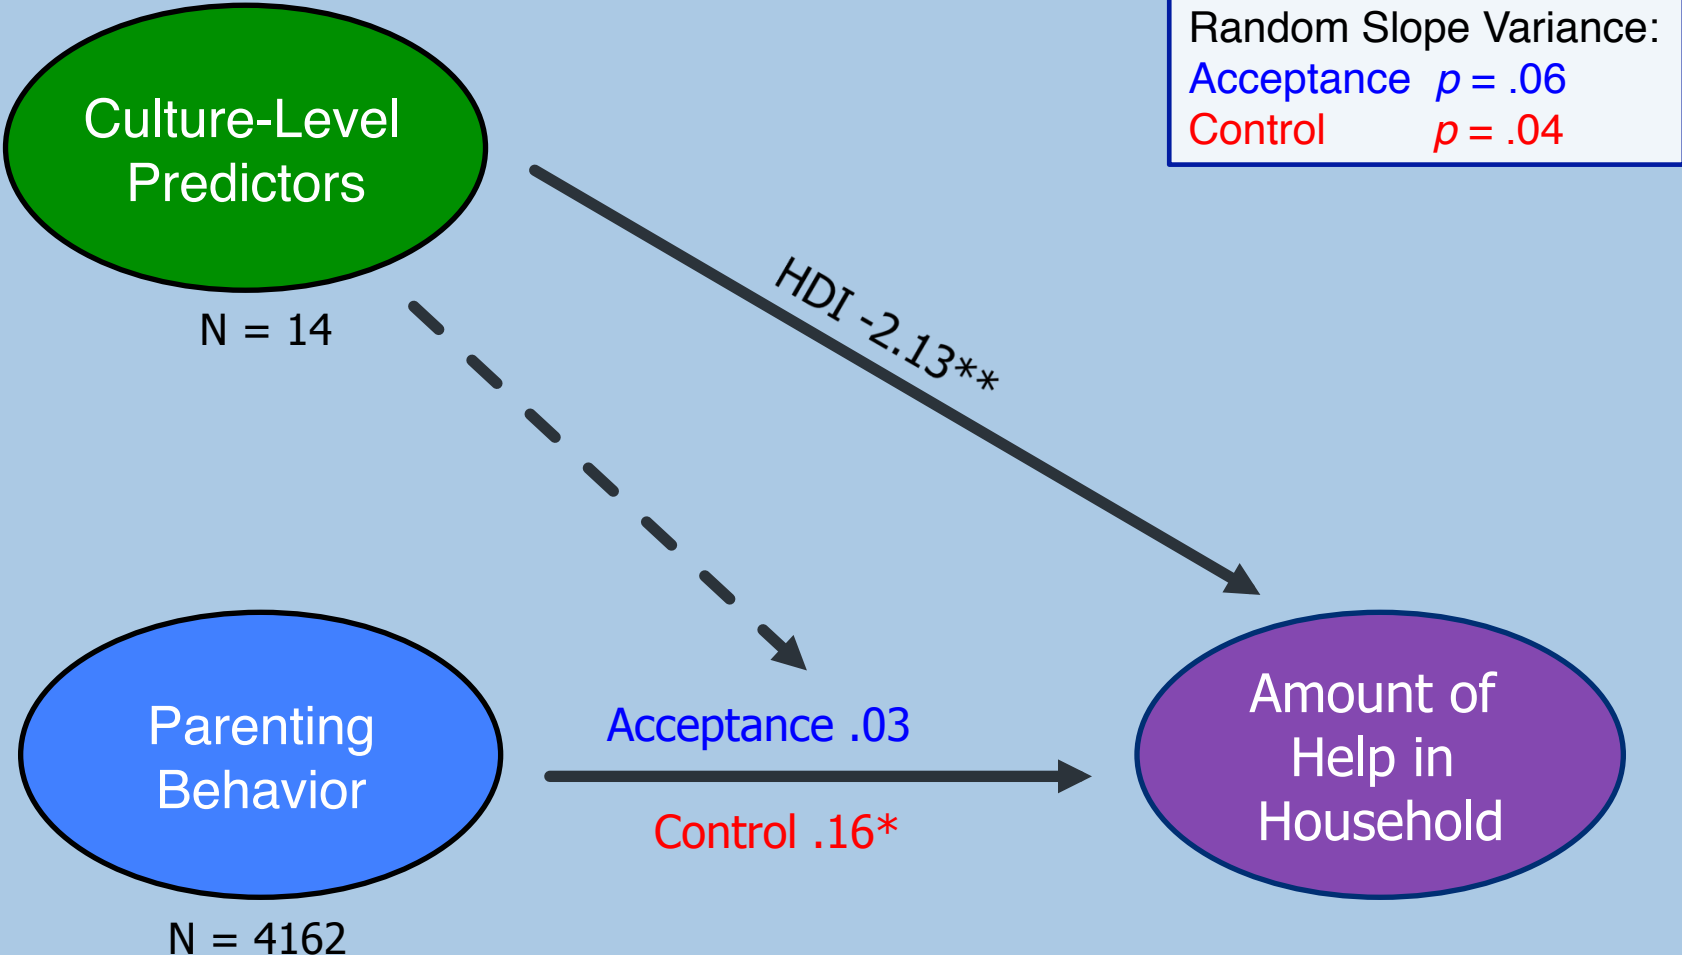 Random Slope Variance:
Acceptance p = .06
Control p = .04
Culture-Level
Predictors
N = 14
HDI -2.13**
Parenting
Behavior
N = 4162
Acceptance .03
Control .16*
Amount of
Help in
Household